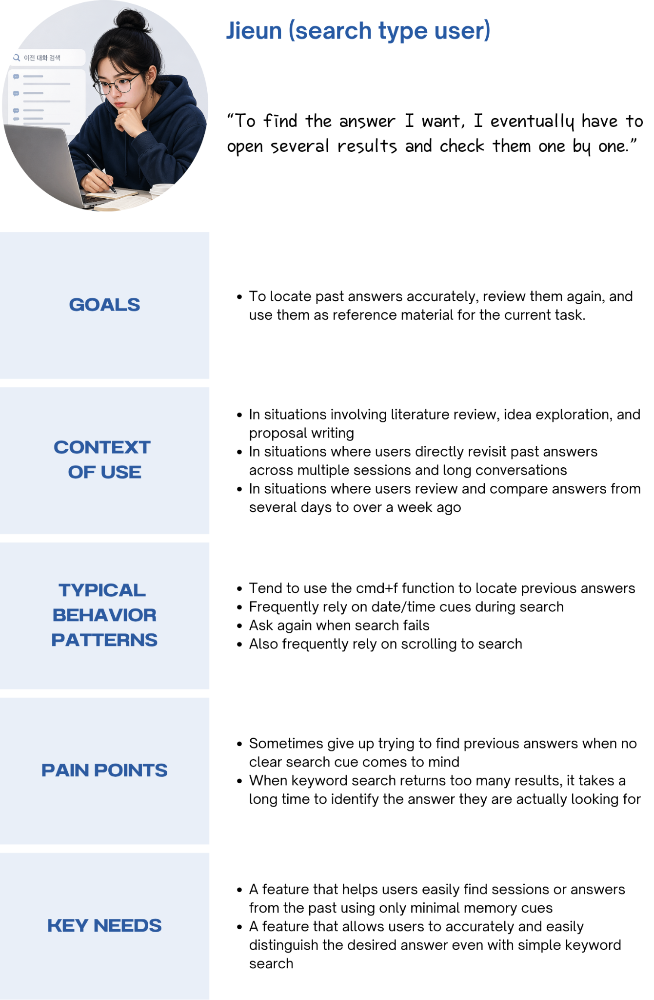 Jieun (search type user)
이전 대화 검색
“To find the answer I want, I eventually have to
open several results and check them one by one.”
GOALS
• To locate past answers accurately, review them again, and
use them as reference material for the current task.
CONTEXT
OF USE
• In situations involving literature review, idea exploration, and
proposal writing
• In situations where users directly revisit past answers
across multiple sessions and long conversations
• In situations where users review and compare answers from
several days to over a week ago
TYPICAL
BEHAVIOR
PATTERNS
• Tend to use the cmd+f function to locate previous answers
• Frequently rely on date/time cues during search
• Ask again when search fails
• Also frequently rely on scrolling to search
PAIN POINTS
• Sometimes give up trying to find previous answers when no
clear search cue comes to mind
• When keyword search returns too many results, it takes a
long time to identify the answer they are actually looking for
KEY NEEDS
• A feature that helps users easily find sessions or answers
from the past using only minimal memory cues
• A feature that allows users to accurately and easily
distinguish the desired answer even with simple keyword
search